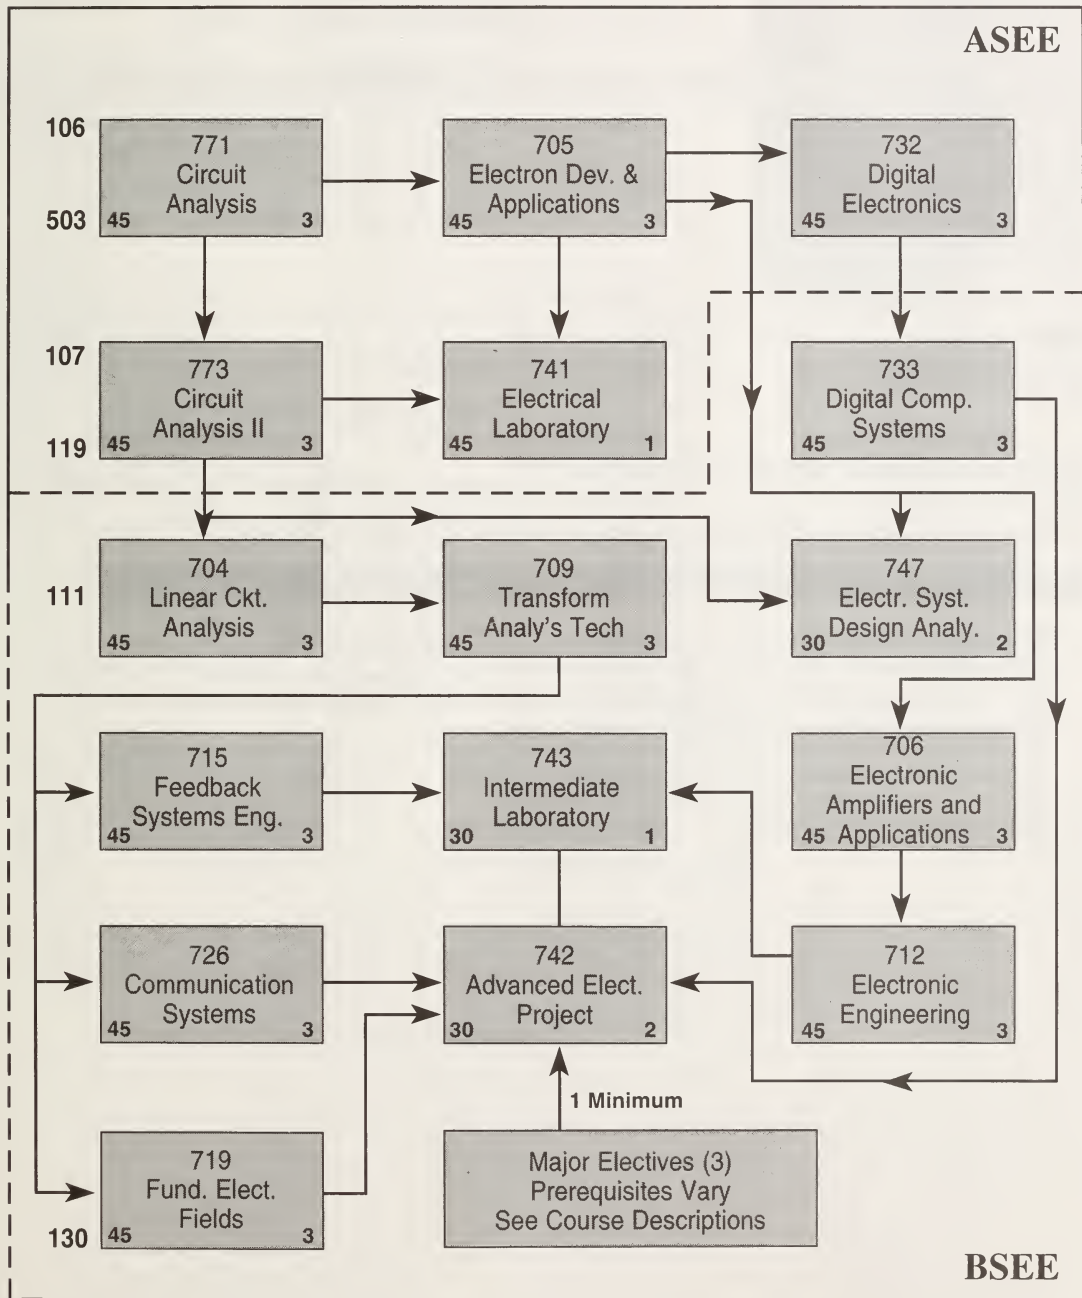 ASEE
106
503
771
Circuit
Analysis
45 3
705
Electron Dev. &
Applications
45 3
732
Digital
Electronics
45 3
107
119
773
Circuit
Analysis II
45 3
741
Electrical
Laboratory
45 1
733
Digital Comp.
Systems
45 3
111
704
Linear Ckt.
Analysis
45 3
709
Transform
Analy's Tech
45 3
747
Electr. Syst.
Design Analy.
30 2
715
Feedback
Systems Eng.
45 3
743
Intermediate
Laboratory
30 1
706
Electronic
Amplifiers and
45 Applications 3
726
Communication
Systems
45 3
742
Advanced Elect.
Project
30 2
712
Electronic
Engineering
45 3
1 Minimum
130
719
Fund. Elect.
Fields
45 3
Major Electives (3)
Prerequisites Vary
See Course Descriptions
BSEE